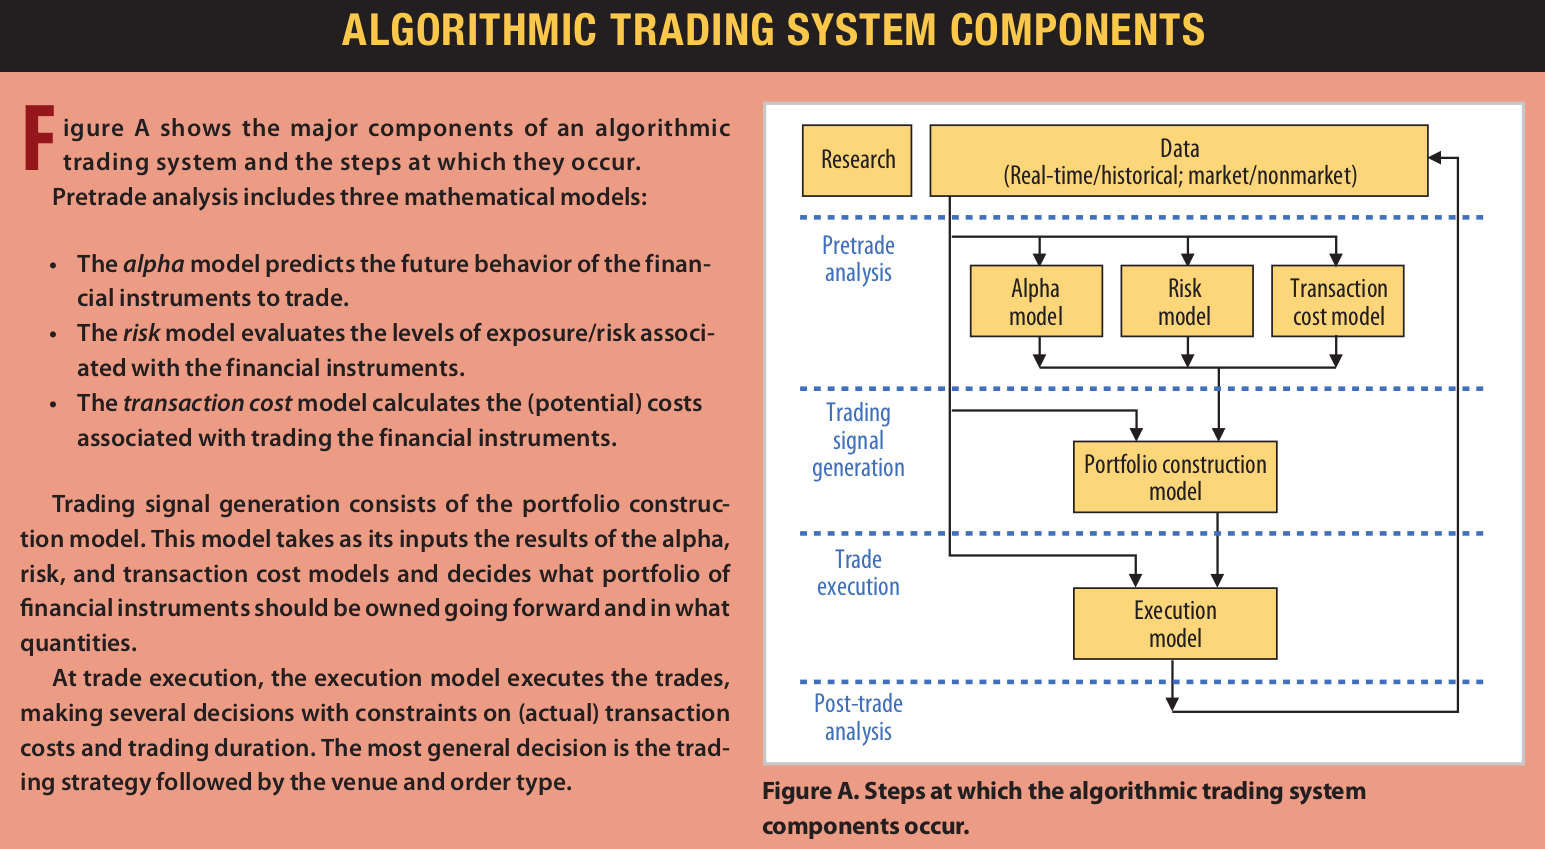 ALGORITHMIC TRADING SYSTEM COMPONENTS
Figure A shows the major components of an algorithmic
trading system and the steps at which they occur.
Pretrade analysis includes three mathematical models:
• The alpha model predicts the future behavior of the finan-
cial instruments to trade.
• The risk model evaluates the levels of exposure/risk associ-
ated with the financial instruments.
• The transaction cost model calculates the (potential) costs
associated with trading the financial instruments.
Trading signal generation consists of the portfolio construc-
tion model. This model takes as its inputs the results of the alpha,
risk, and transaction cost models and decides what portfolio of
financial instruments should be owned going forward and in what
quantities.
At trade execution, the execution model executes the trades,
making several decisions with constraints on (actual) transaction
costs and trading duration. The most general decision is the trad-
ing strategy followed by the venue and order type.
Research
Data
(Real-time/historical; market/nonmarket)
Pretrade
analysis
Alpha
model
Risk
model
Transaction
cost model
Trading
signal
generation
Portfolio construction
model
Trade
execution
Execution
model
Post-trade
analysis
Figure A. Steps at which the algorithmic trading system
components occur.